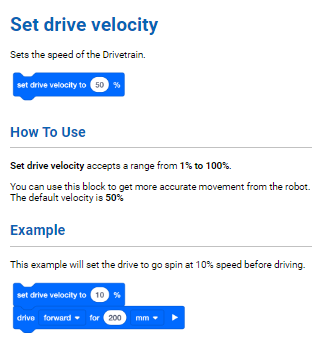 Set drive velocity
Sets the speed of the Drivetrain.
set drive velocity to 50 %
How To Use
Set drive velocity accepts a range from 1% to 100%.
You can use this block to get more accurate movement from the robot.
The default velocity is 50%
Example
This example will set the drive to go spin at 10% speed before driving.
set drive velocity to 10 %
drive forward for 200 mm